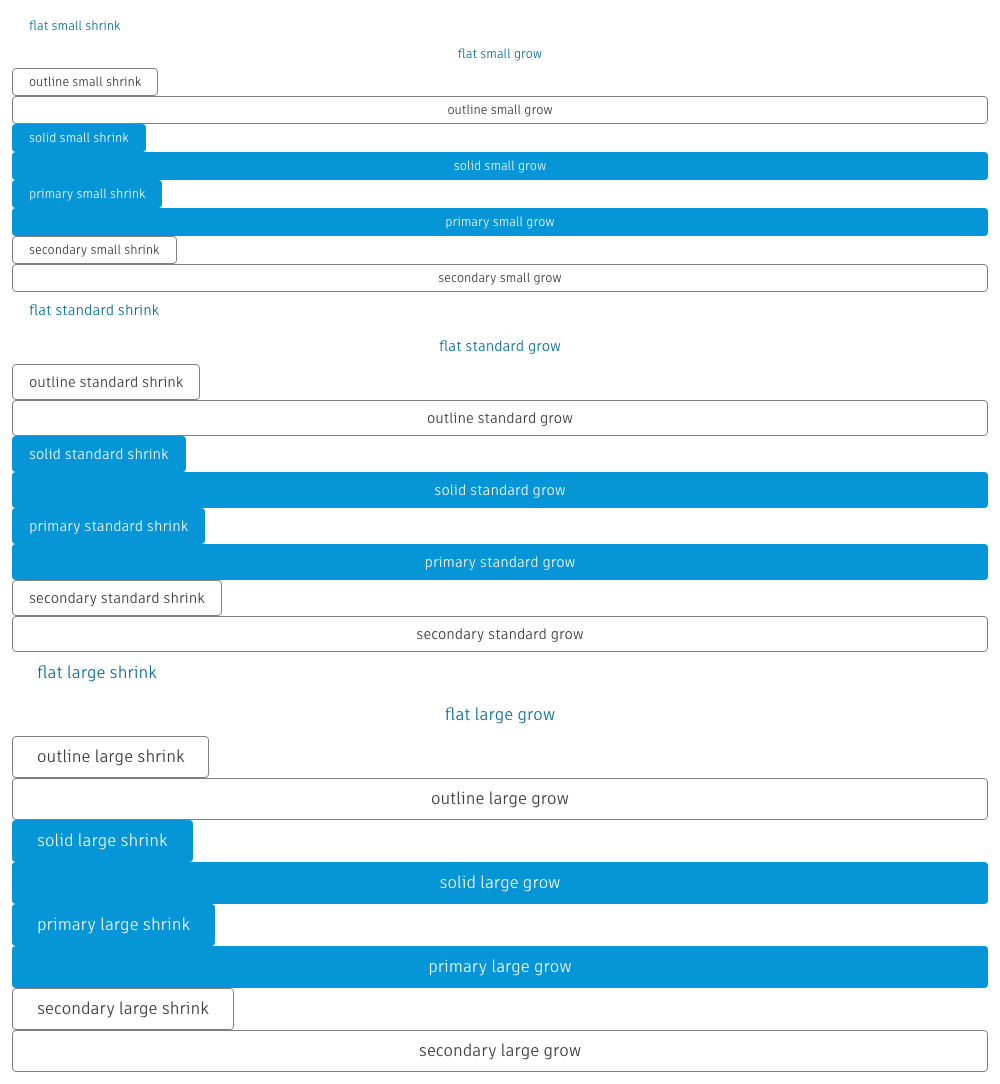 flat small shrink
flat small grow
outline small shrink
outline small grow
solid small shrink
solid small grow
primary small shrink
primary small grow
secondary small shrink
secondary small grow
flat standard shrink
flat standard grow
outline standard shrink
outline standard grow
solid standard shrink
solid standard grow
primary standard shrink
primary standard grow
secondary standard shrink
secondary standard grow
flat large shrink
flat large grow
outline large shrink
outline large grow
solid large shrink
solid large grow
primary large shrink
primary large grow
secondary large shrink
secondary large grow